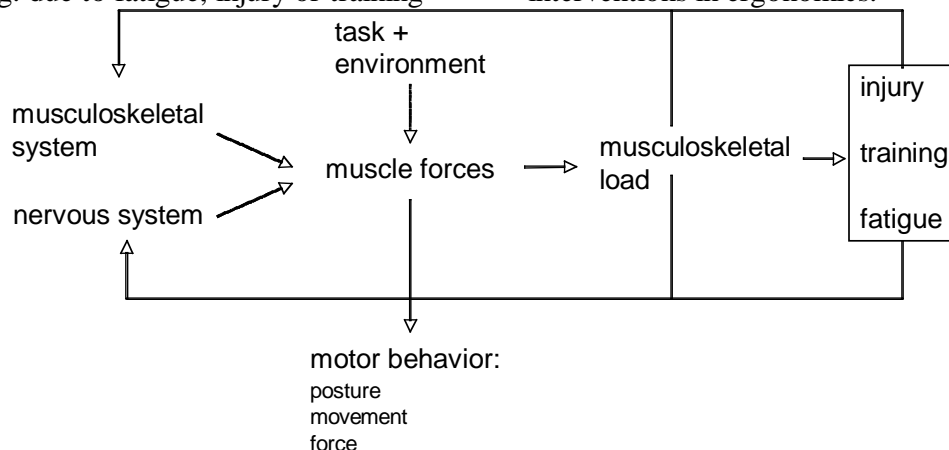 g. due to fatigue, injury or training
interventions in ergonomics.
task +
environment
musculoskeletal
system
nervous system
muscle forces
musculoskeletal
load
injury
training
fatigue
motor behavior:
posture
movement
force